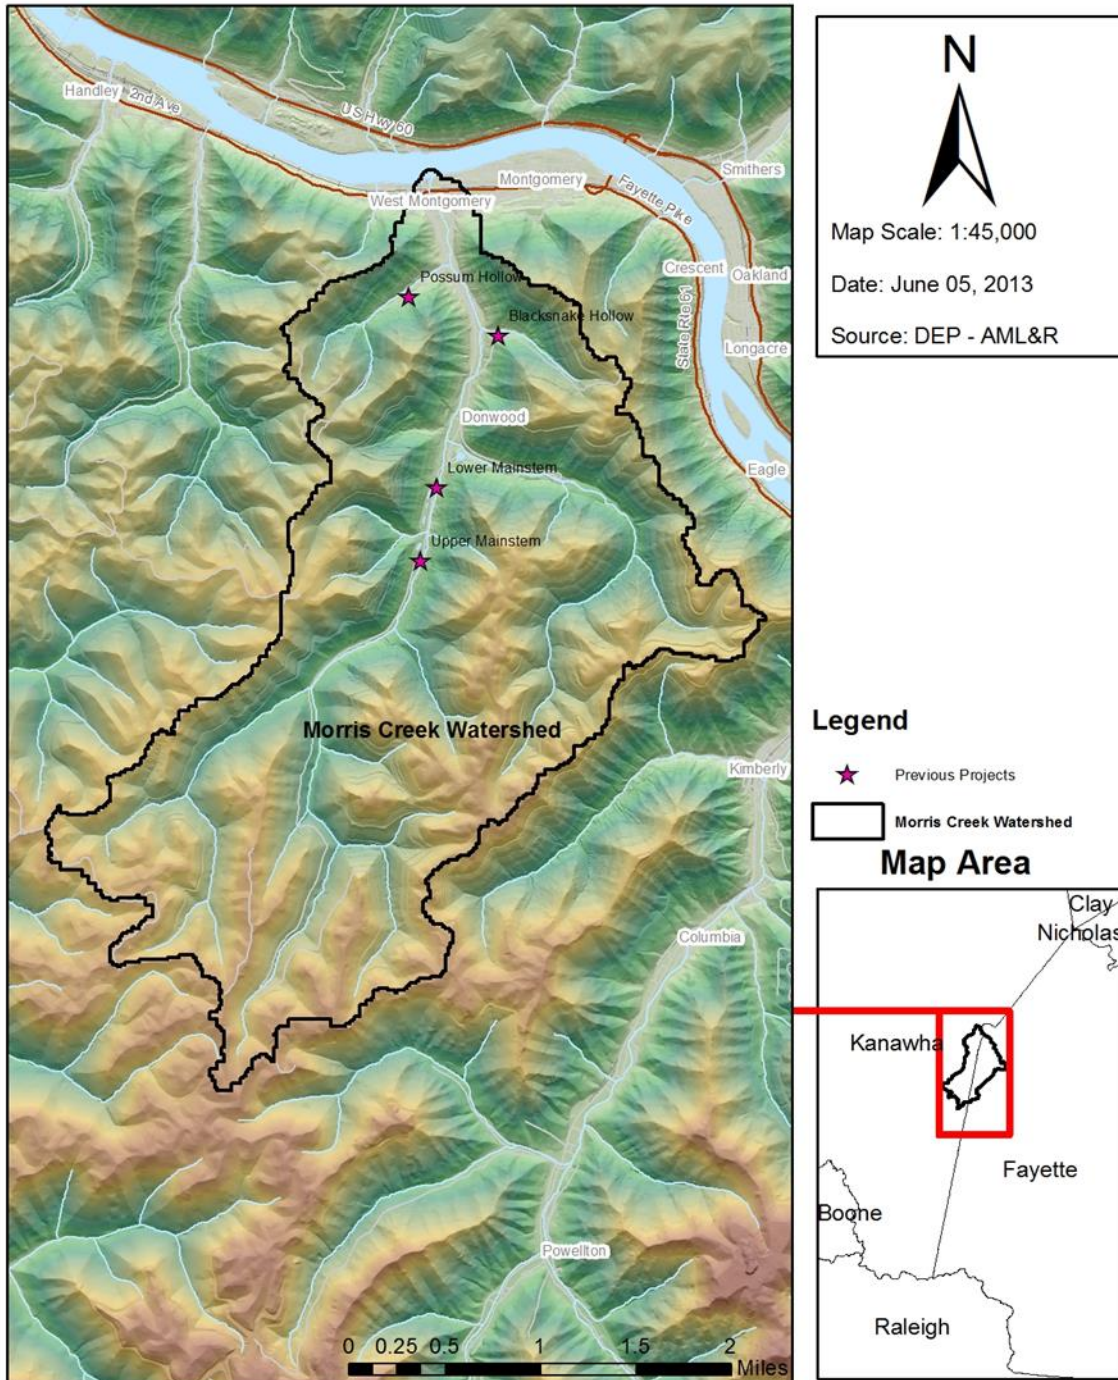 Handley
2nd Ave
US Hwy 60
Smithers
Montgomery
West Montgomery
Fayette Pike
Crescent
Oakland
State Rte 61
Longacre
Eagle
Possum Hollow
Blacksnake Hollow
Donwood
Lower Mainstem
Upper Mainstem
Morris Creek Watershed
Kimberly
Columbia
Powellton
0 0.25 0.5 1 1.5 2
Miles
N
Map Scale: 1:45,000
Date: June 05, 2013
Source: DEP - AML&R
Legend
Previous Projects
Morris Creek Watershed
Map Area
Clay
Nicholas
Kanawha
Fayette
Boone
Raleigh